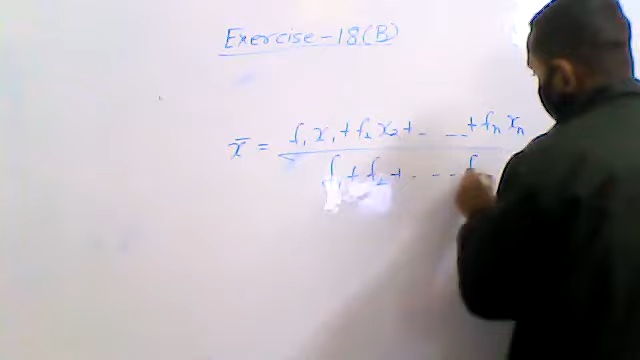 Exercise-18(B)
x̄ = f₁x₁ + f₂x₂ + - - - + fₙxₙ
f₁ + f₂ + - - - f